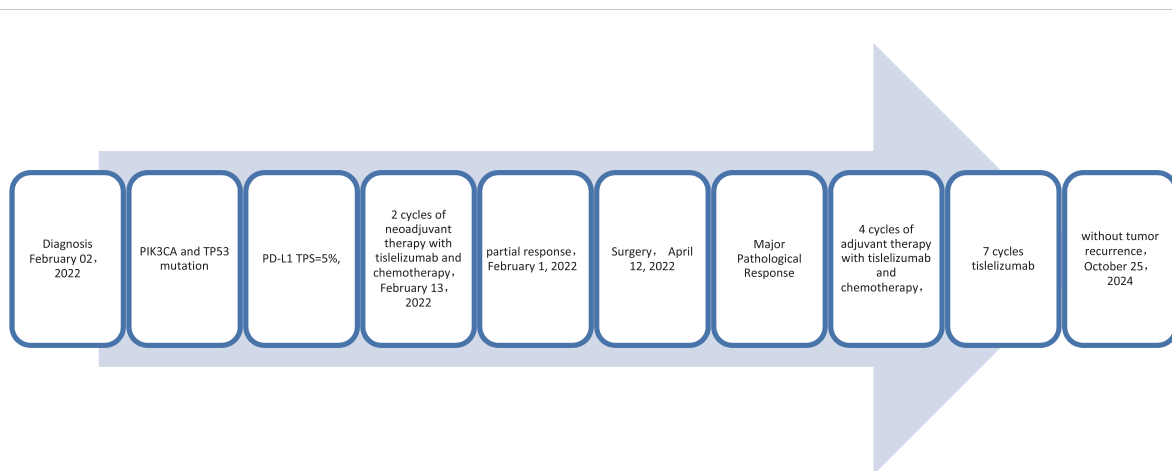 Diagnosis
February 02，
2022
PIK3CA and TP53
mutation
PD-L1 TPS=5%,
2 cycles of
neoadjuvant
therapy with
tislelizumab and
chemotherapy，
February 13，
2022
partial response，
February 1, 2022
Surgery， April
12, 2022
Major
Pathological
Response
4 cycles of
adjuvant therapy
with tislelizumab
and
chemotherapy，
7 cycles
tislelizumab
without tumor
recurrence，
October 25，
2024